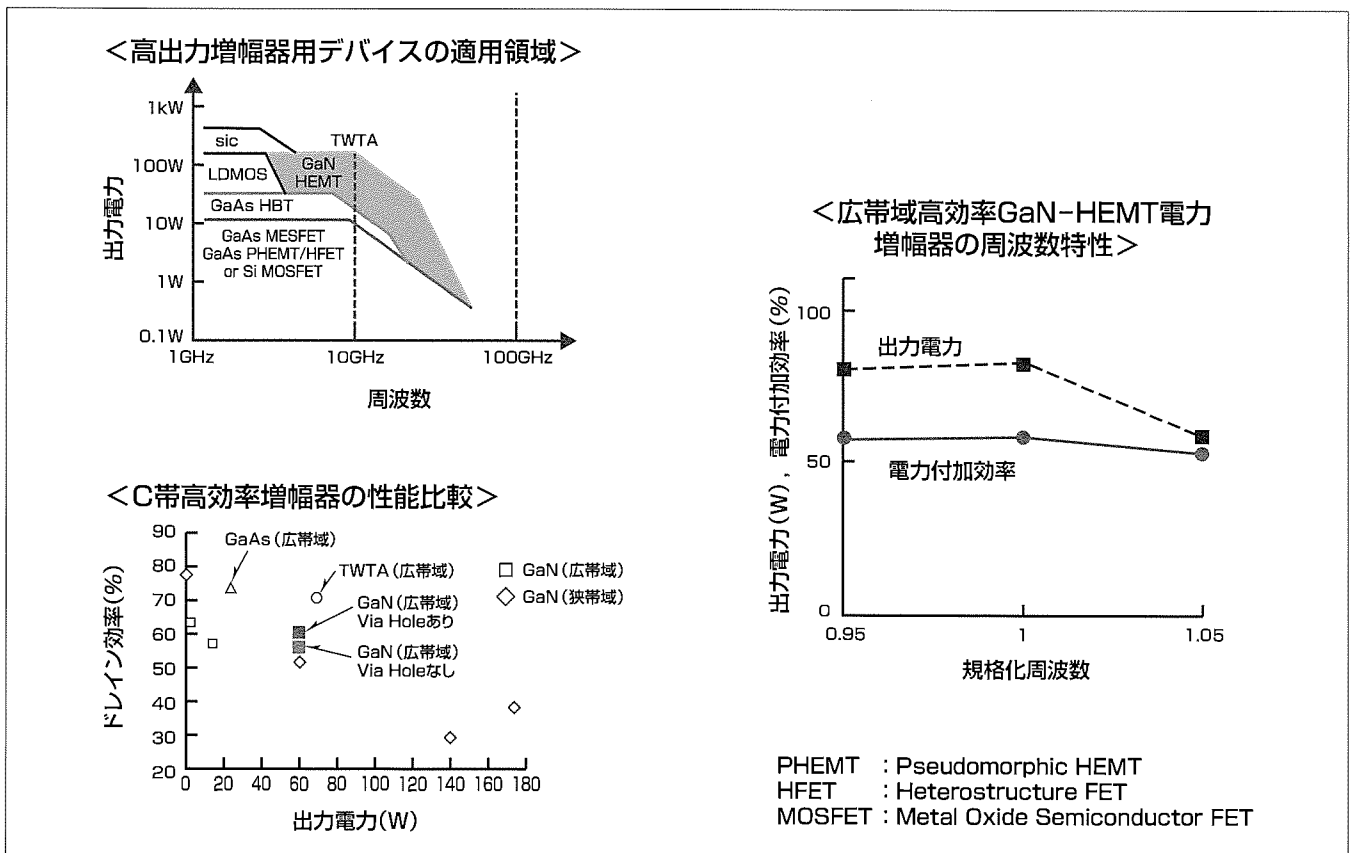 ＜高出力増幅器用デバイスの適用領域＞
1kW
100W
10W
1W
0.1W
出力電力
sic
LDMOS
GaAs HBT
GaAs MESFET
GaAs PHEMT/HFET
or Si MOSFET
TWTA
GaN
HEMT
1GHz
10GHz
100GHz
周波数
＜C帯高効率増幅器の性能比較＞
90
80
70
60
50
40
30
20
ドレイン効率(%)
GaAs(広帯域)
TWTA(広帯域)
GaN(広帯域)
Via Holeあり
GaN(広帯域)
Via Holeなし
□ GaN(広帯域)
◇ GaN(狭帯域)
0 20 40 60 80 100 120 140 160 180
出力電力(W)
＜広帯域高効率GaN-HEMT電力
増幅器の周波数特性＞
100
50
0
出力電力(W)，電力付加効率(%)
出力電力
電力付加効率
0.95 1 1.05
規格化周波数
PHEMT : Pseudomorphic HEMT
HFET : Heterostructure FET
MOSFET : Metal Oxide Semiconductor FET